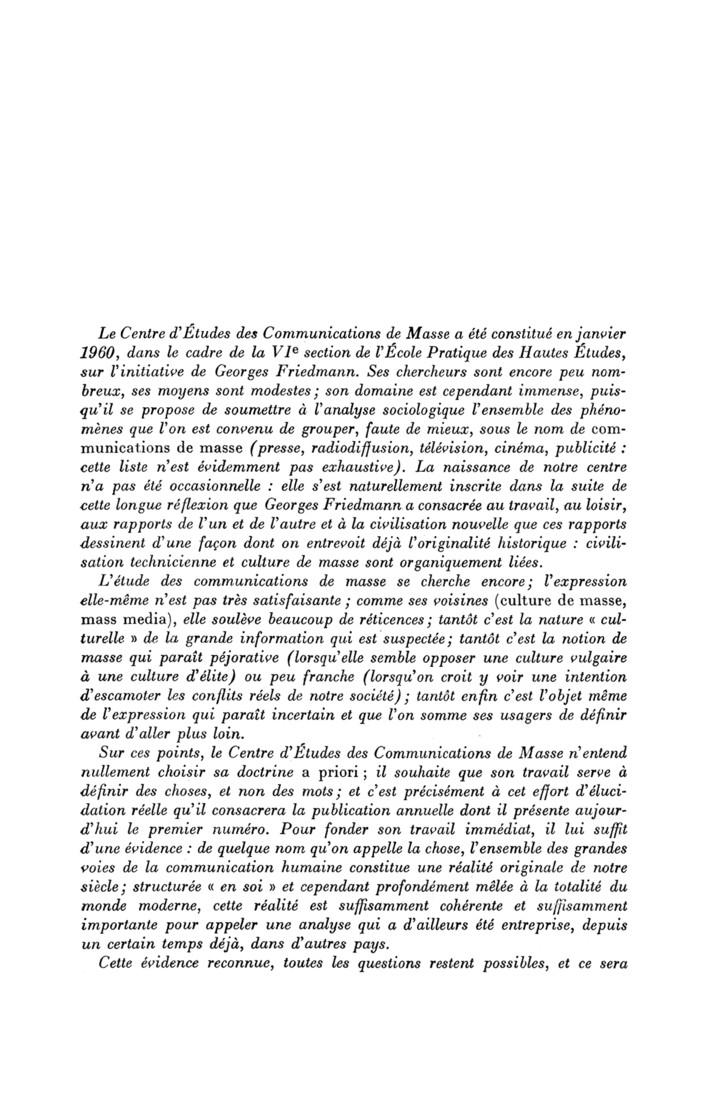 Le Centre d'Études des Communications de Masse a été constitué en janvier
1960, dans le cadre de la VIe section de l'École Pratique des Hautes Études,
sur l'initiative de Georges Friedmann. Ses chercheurs sont encore peu nom-
breux, ses moyens sont modestes ; son domaine est cependant immense, puis-
qu'il se propose de soumettre à l'analyse sociologique l'ensemble des phéno-
mènes que l'on est convenu de grouper, faute de mieux, sous le nom de com-
munications de masse (presse, radiodiffusion, télévision, cinéma, publicité :
cette liste n'est évidemment pas exhaustive). La naissance de notre centre
n'a pas été occasionnelle : elle s'est naturellement inscrite dans la suite de
cette longue réflexion que Georges Friedmann a consacrée au travail, au loisir,
aux rapports de l'un et de l'autre et à la civilisation nouvelle que ces rapports
dessinent d'une façon dont on entrevoit déjà l'originalité historique : civili-
sation technicienne et culture de masse sont organiquement liées.
L'étude des communications de masse se cherche encore ; l'expression
elle-même n'est pas très satisfaisante ; comme ses voisines (culture de masse,
mass media), elle soulève beaucoup de réticences ; tantôt c'est la nature « cul-
turelle » de la grande information qui est suspectée ; tantôt c'est la notion de
masse qui paraît péjorative (lorsqu'elle semble opposer une culture vulgaire
à une culture d'élite) ou peu franche (lorsqu'on croit y voir une intention
d'escamoter les conflits réels de notre société) ; tantôt enfin c'est l'objet même
de l'expression qui paraît incertain et que l'on somme ses usagers de définir
avant d'aller plus loin.
Sur ces points, le Centre d'Études des Communications de Masse n'entend
nullement choisir sa doctrine a priori ; il souhaite que son travail serve à
définir des choses, et non des mots ; et c'est précisément à cet effort d'éluci-
dation réelle qu'il consacrera la publication annuelle dont il présente aujour-
d'hui le premier numéro. Pour fonder son travail immédiat, il lui suffit
d'une évidence : de quelque nom qu'on appelle la chose, l'ensemble des grandes
voies de la communication humaine constitue une réalité originale de notre
siècle ; structurée « en soi » et cependant profondément mêlée à la totalité du
monde moderne, cette réalité est suffisamment cohérente et suffisamment
importante pour appeler une analyse qui a d'ailleurs été entreprise, depuis
un certain temps déjà, dans d'autres pays.
Cette évidence reconnue, toutes les questions restent possibles, et ce sera